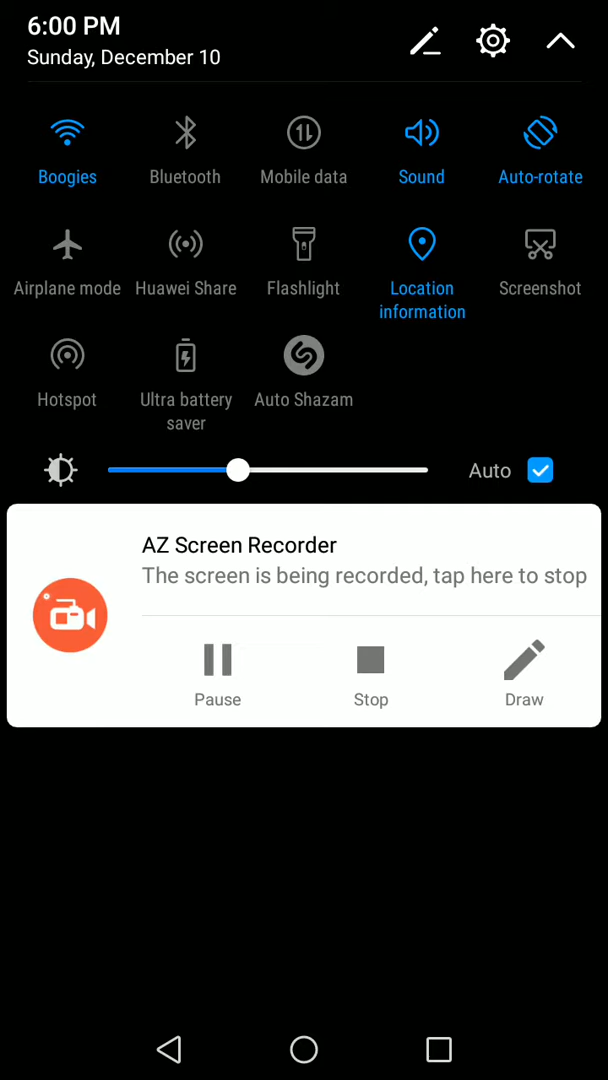 6:00 PM
Sunday, December 10
Boogies
Bluetooth
Mobile data
Sound
Auto-rotate
Airplane mode
Huawei Share
Flashlight
Location
information
Screenshot
Hotspot
Ultra battery
saver
Auto Shazam
Auto
AZ Screen Recorder
The screen is being recorded, tap here to stop
Pause
Stop
Draw